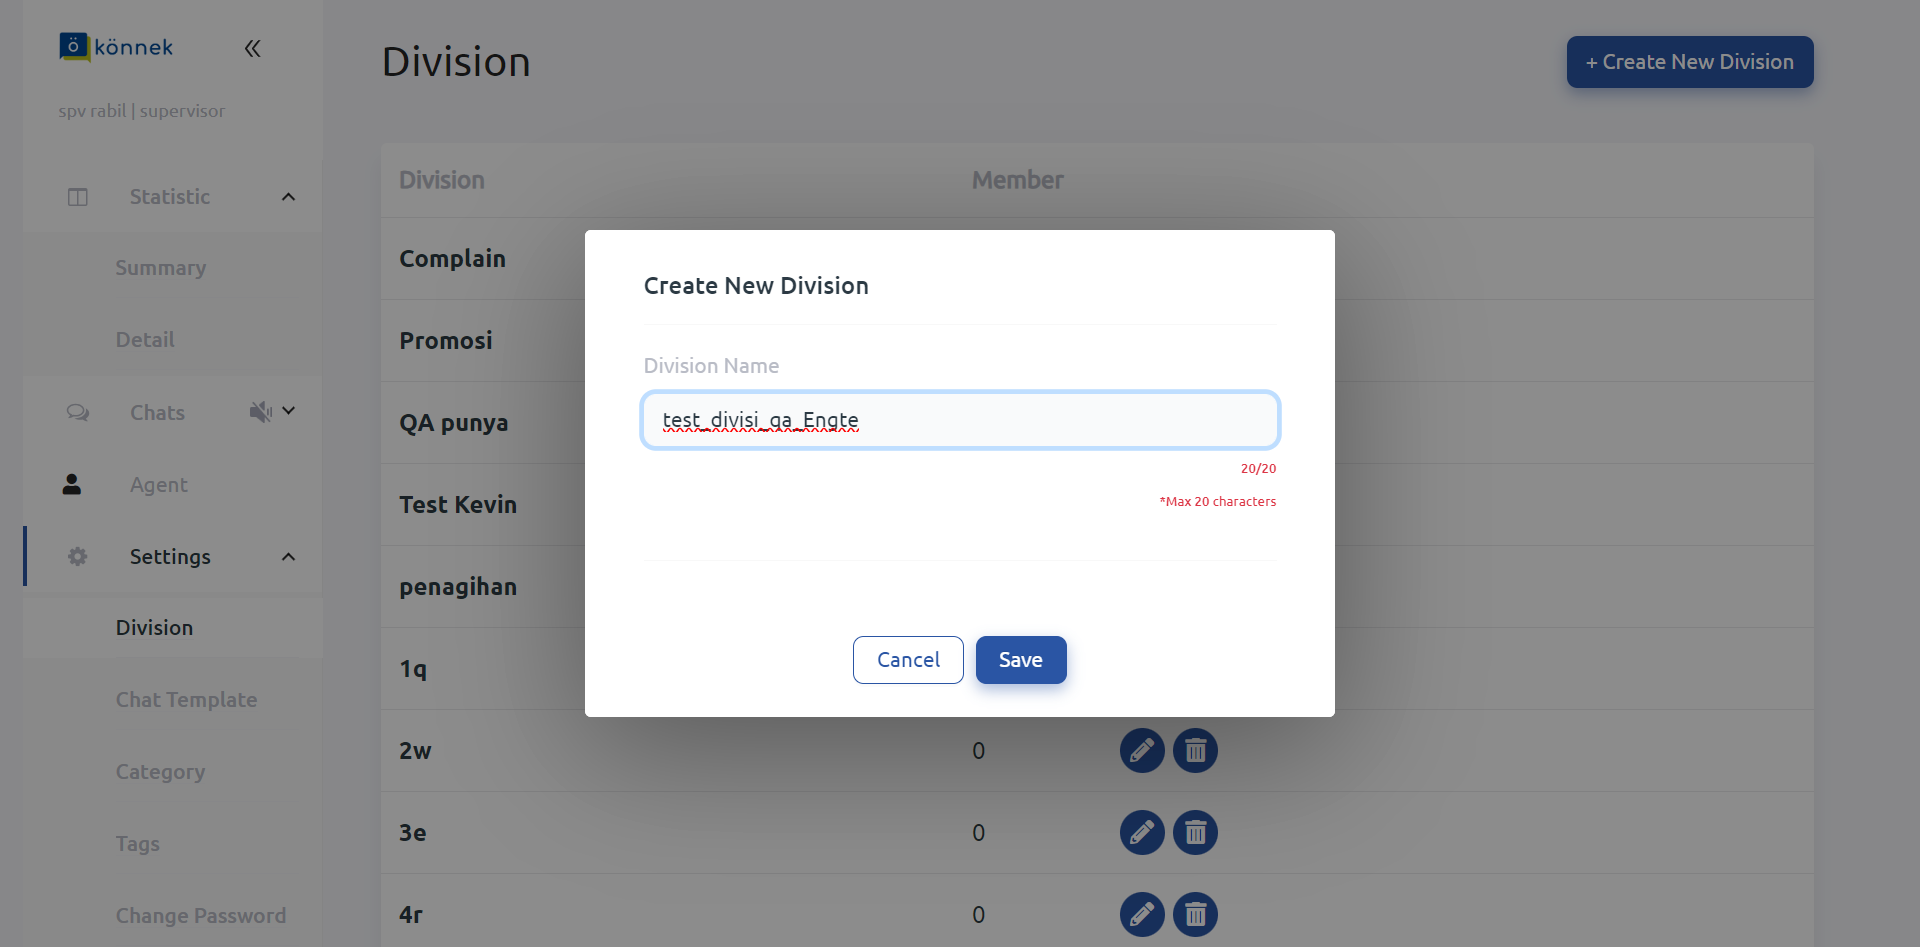 könnek
spv rabil | supervisor
Statistic
Summary
Detail
Chats
Agent
Settings
Division
Chat Template
Category
Tags
Change Password
Division
+ Create New Division
Division Member
Complain
Promosi
QA punya
Test Kevin
penagihan
1q
2w 0
3e 0
4r 0
Create New Division
Division Name
test_divisi_qa_Engte
20/20
*Max 20 characters
Cancel Save